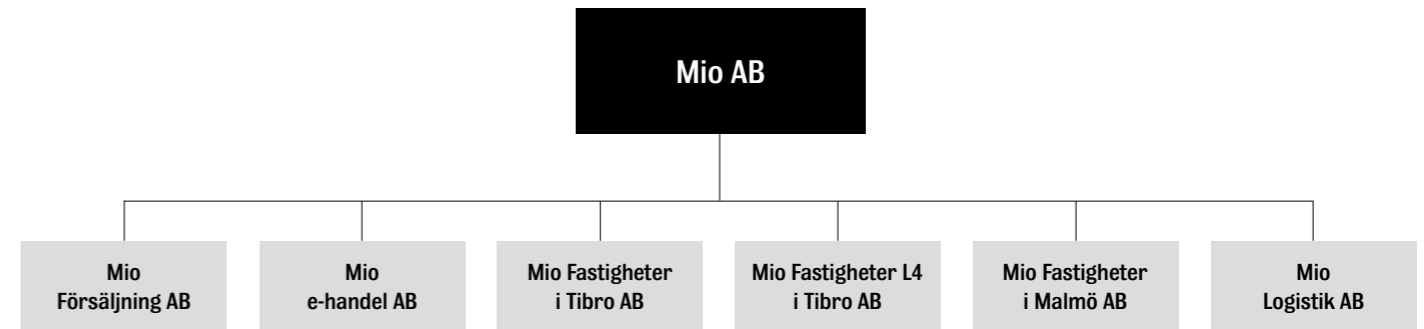 Mio AB
Mio
Försäljning AB
Mio
e-handel AB
Mio Fastigheter
i Tibro AB
Mio Fastigheter L4
i Tibro AB
Mio Fastigheter
i Malmö AB
Mio
Logistik AB